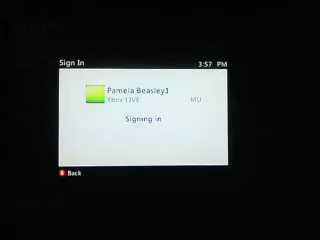 Sign In
3:57 PM
Pamela Beasley1
Xbox LIVE
MU
Signing in
Back